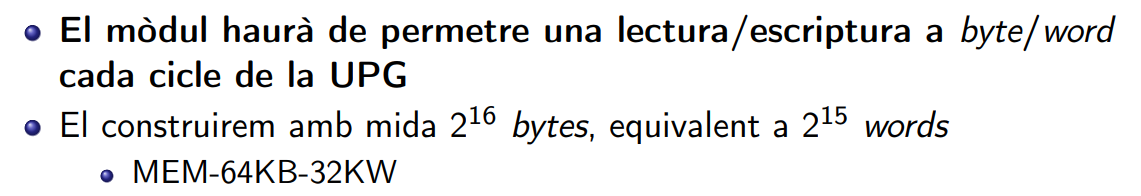 El mòdul haurà de permetre una lectura/escriptura a byte/word
cada cicle de la UPG
El construirem amb mida 2^16 bytes, equivalent a 2^15 words
MEM-64KB-32KW